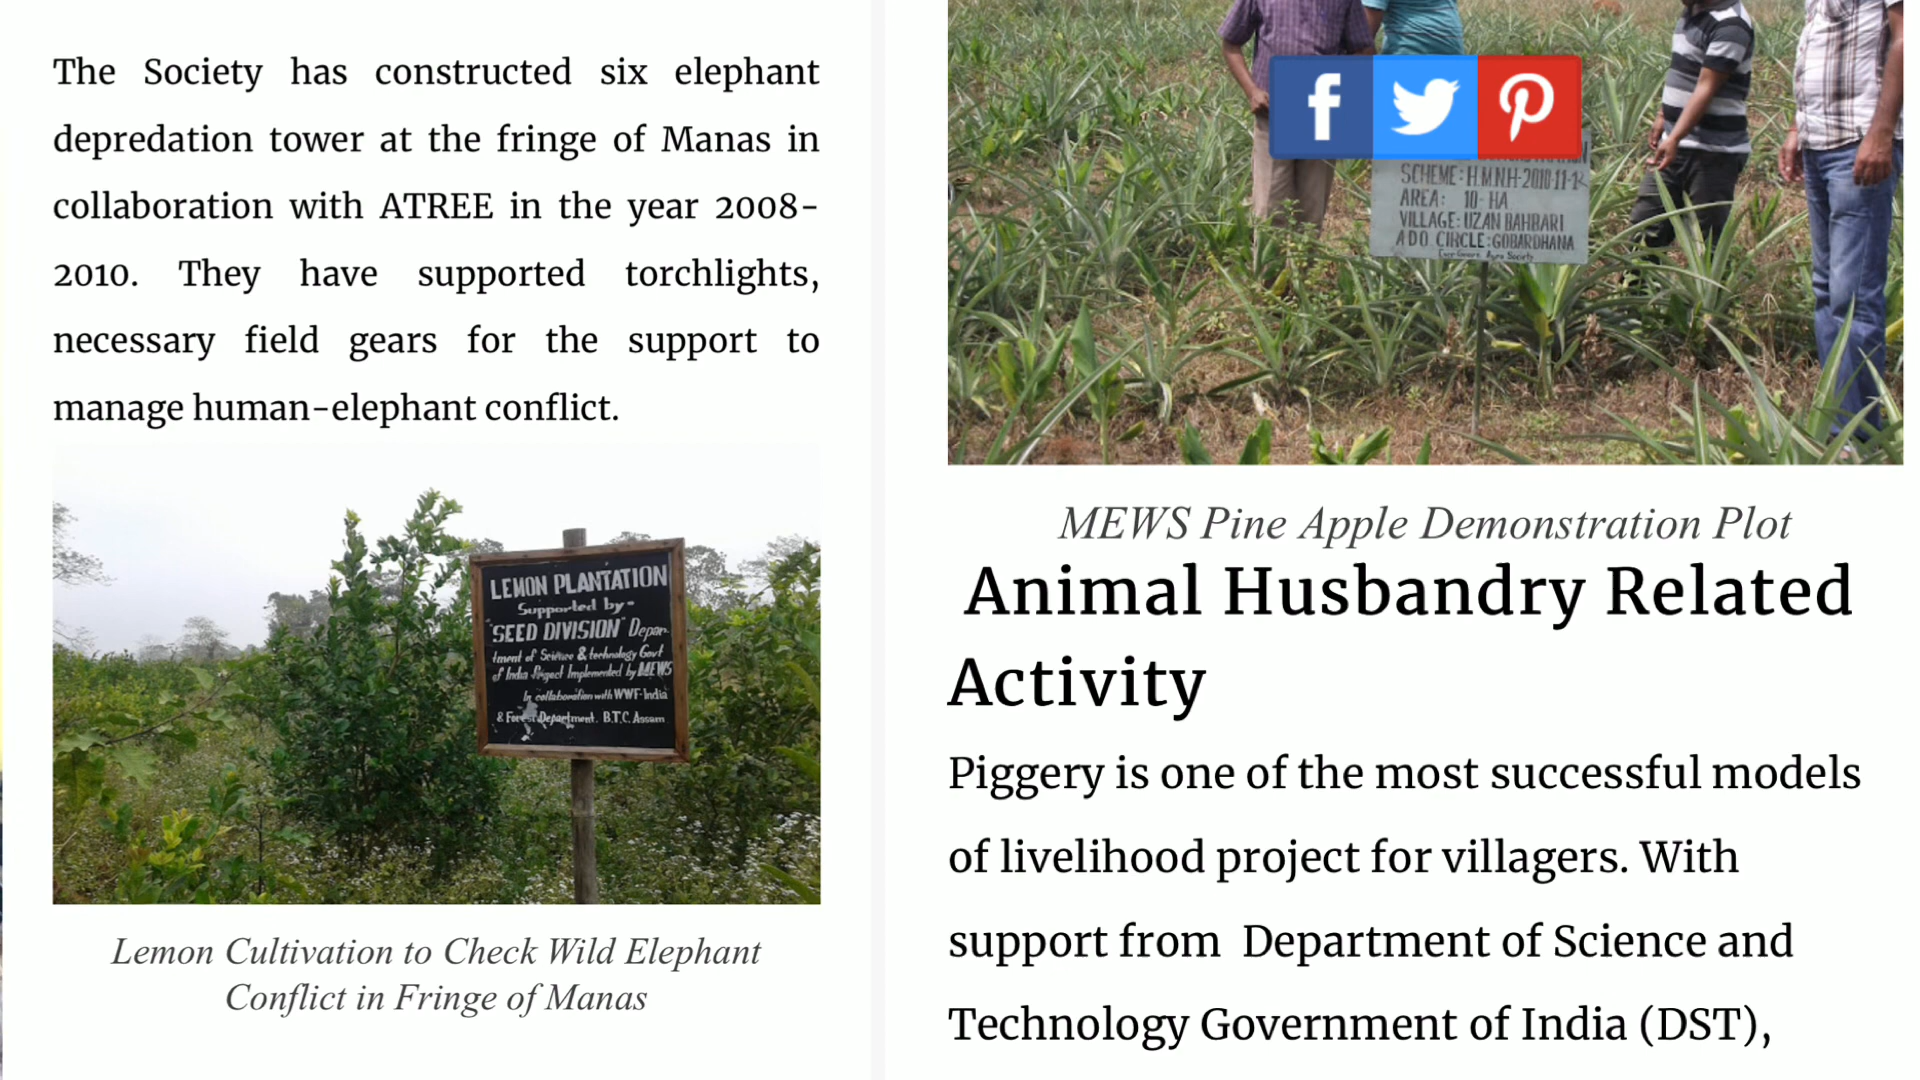 The Society has constructed six elephant
depredation tower at the fringe of Manas in
collaboration with ATREE in the year 2008-
2010. They have supported torchlights,
necessary field gears for the support to
manage human-elephant conflict.
LEMON PLANTATION
Supported by-
"SEED DIVISION" Depar-
tment of Science & technology Govt
of India Project Implemented by MEWS
In collaboration with WWF-India
& Forest Department. B.T.C. Assam
Lemon Cultivation to Check Wild Elephant
Conflict in Fringe of Manas
SCHEME: H.M.N.H-2010-11-12
AREA: 10-HA
VILLAGE: UZAN BAHBARI
ADO CIRCLE: GOBARDHANA
Agro Society
MEWS Pine Apple Demonstration Plot
Animal Husbandry Related
Activity
Piggery is one of the most successful models
of livelihood project for villagers. With
support from Department of Science and
Technology Government of India (DST),